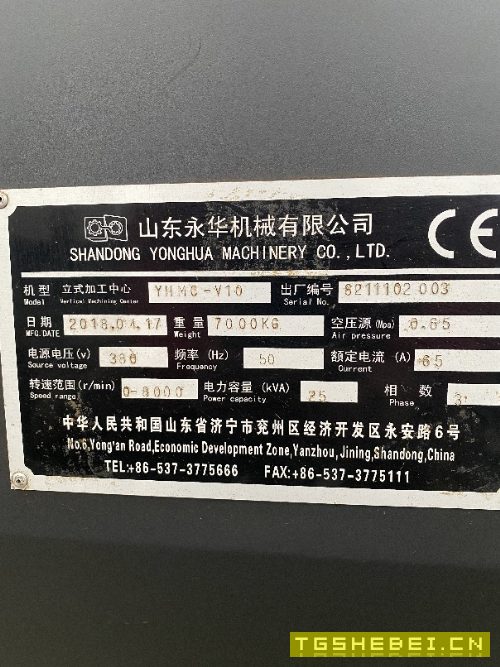 山东永华机械有限公司 CE
SHANDONG YONGHUA MACHINERY CO.,LTD.
机型 立式加工中心 YHMC-V10 出厂编号 6211102 003
Model Vertical Machining Center Serial No.
日期 2018.04.17 重量 7000KG 空压源 (Mpa) 0.65
MFG. DATE Weight Air pressure
电源电压(v) 380 频率 (Hz) 50 额定电流 (A) 65
Source voltage Frequency Current
转速范围(r/min) 0-8000 电力容量 (kVA) 25 相数 3
Speed range Power capacity Phase
中华人民共和国山东省济宁市兖州区经济开发区永安路6号
No.6,Yong'an Road,Economic Development Zone,Yanzhou,Jining,Shandong,China
TEL:+86-537-3775666 FAX:+86-537-3775111
TGSHEBEI.CN